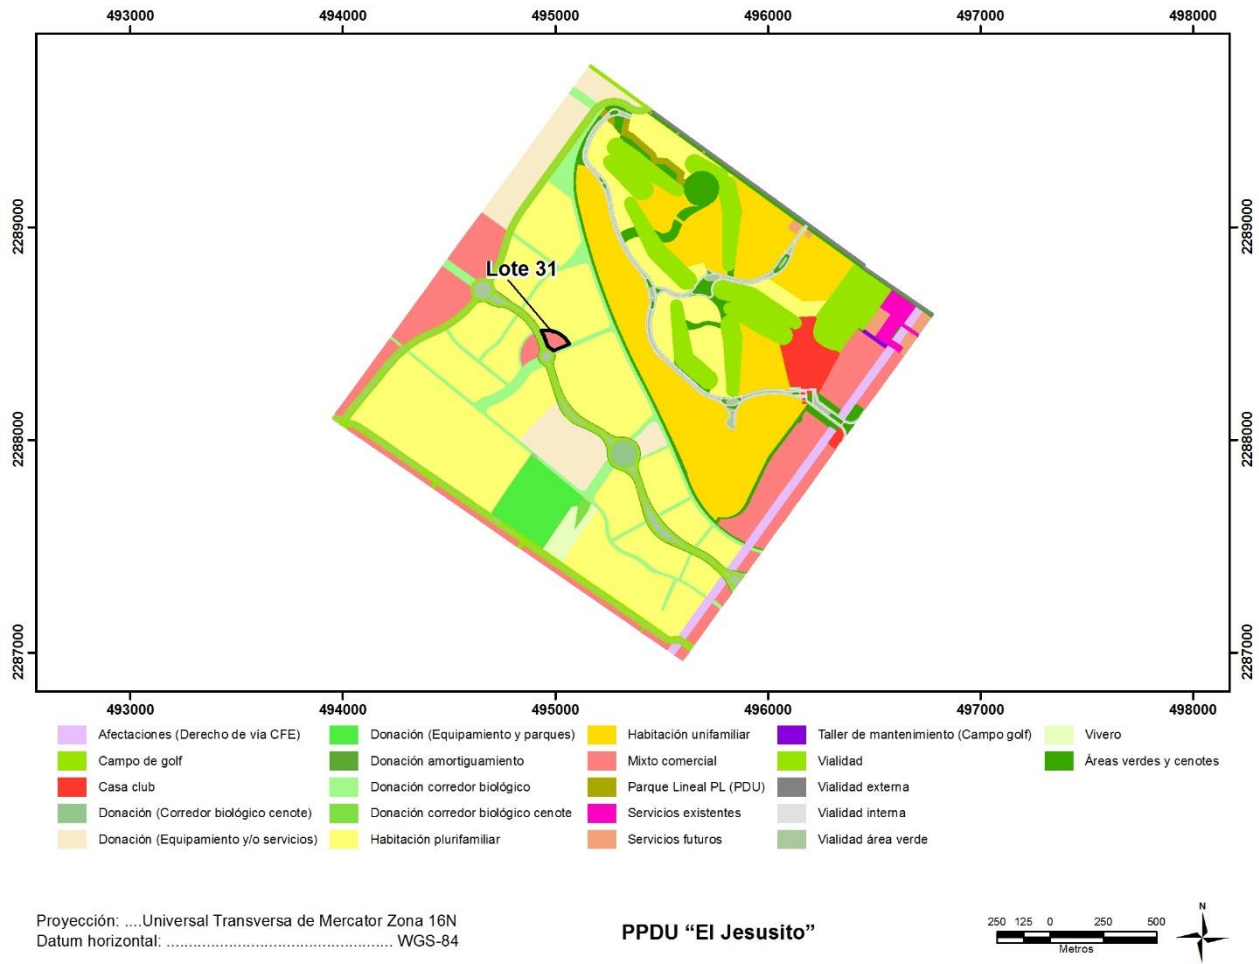 493000 494000 495000 496000 497000 498000
2289000 2289000
Lote 31
2288000 2288000
2287000 2287000
493000 494000 495000 496000 497000 498000
Afectaciones (Derecho de vía CFE)
Campo de golf
Casa club
Donación (Corredor biológico cenote)
Donación (Equipamiento y/o servicios)
Donación (Equipamiento y parques)
Donación amortiguamiento
Donación corredor biológico
Donación corredor biológico cenote
Habitación plurifamiliar
Habitación unifamiliar
Mixto comercial
Parque Lineal PL (PDU)
Servicios existentes
Servicios futuros
Taller de mantenimiento (Campo golf)
Vialidad
Vialidad externa
Vialidad interna
Vialidad área verde
Vivero
Áreas verdes y cenotes
Proyección: ....Universal Transversa de Mercator Zona 16N
Datum horizontal: ................................................ WGS-84
PPDU “El Jesusito”
250 125 0 250 500
Metros
N